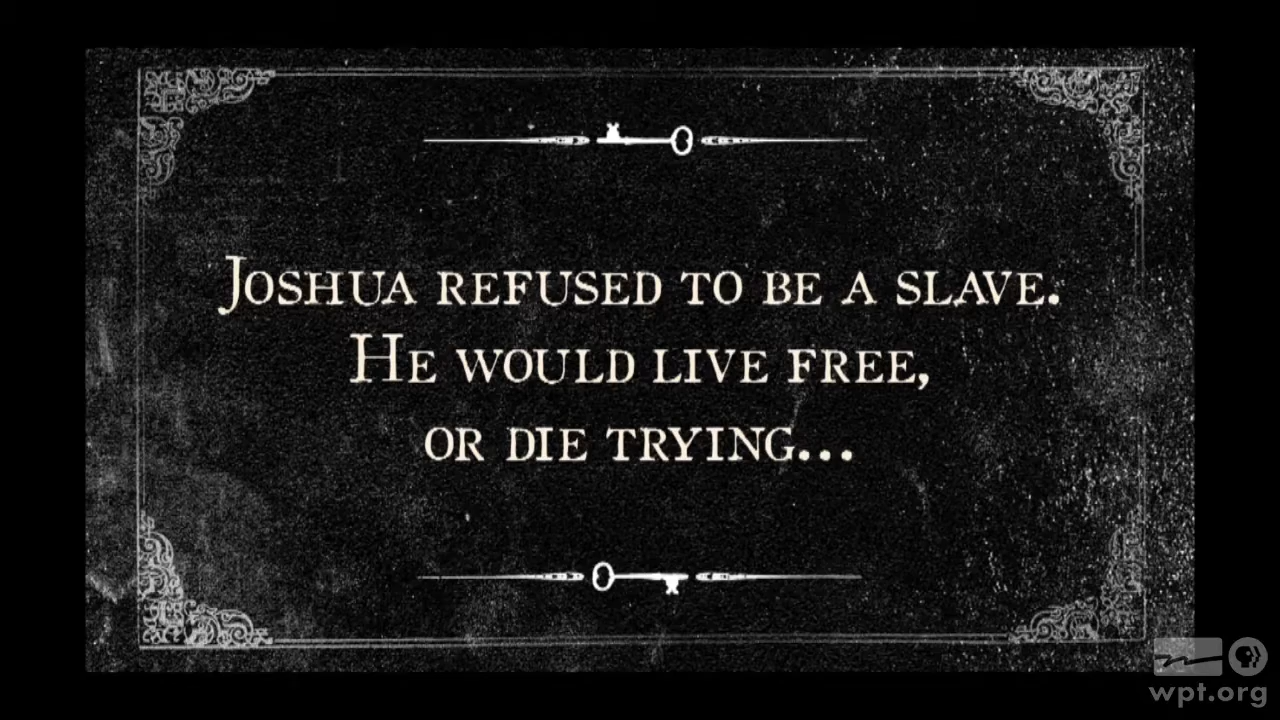 Joshua refused to be a slave.
He would live free,
or die trying...
wpt.org